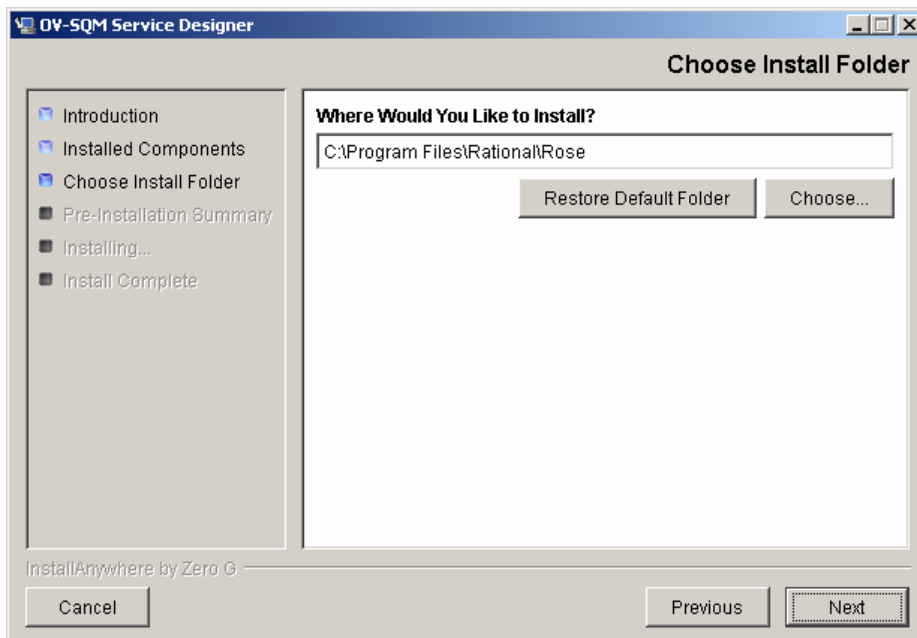 OV-SQM Service Designer
Choose Install Folder
Introduction
Installed Components
Choose Install Folder
Pre-Installation Summary
Installing...
Install Complete
Where Would You Like to Install?
C:\Program Files\Rational\Rose
Restore Default Folder
Choose...
InstallAnywhere by Zero G
Cancel
Previous
Next